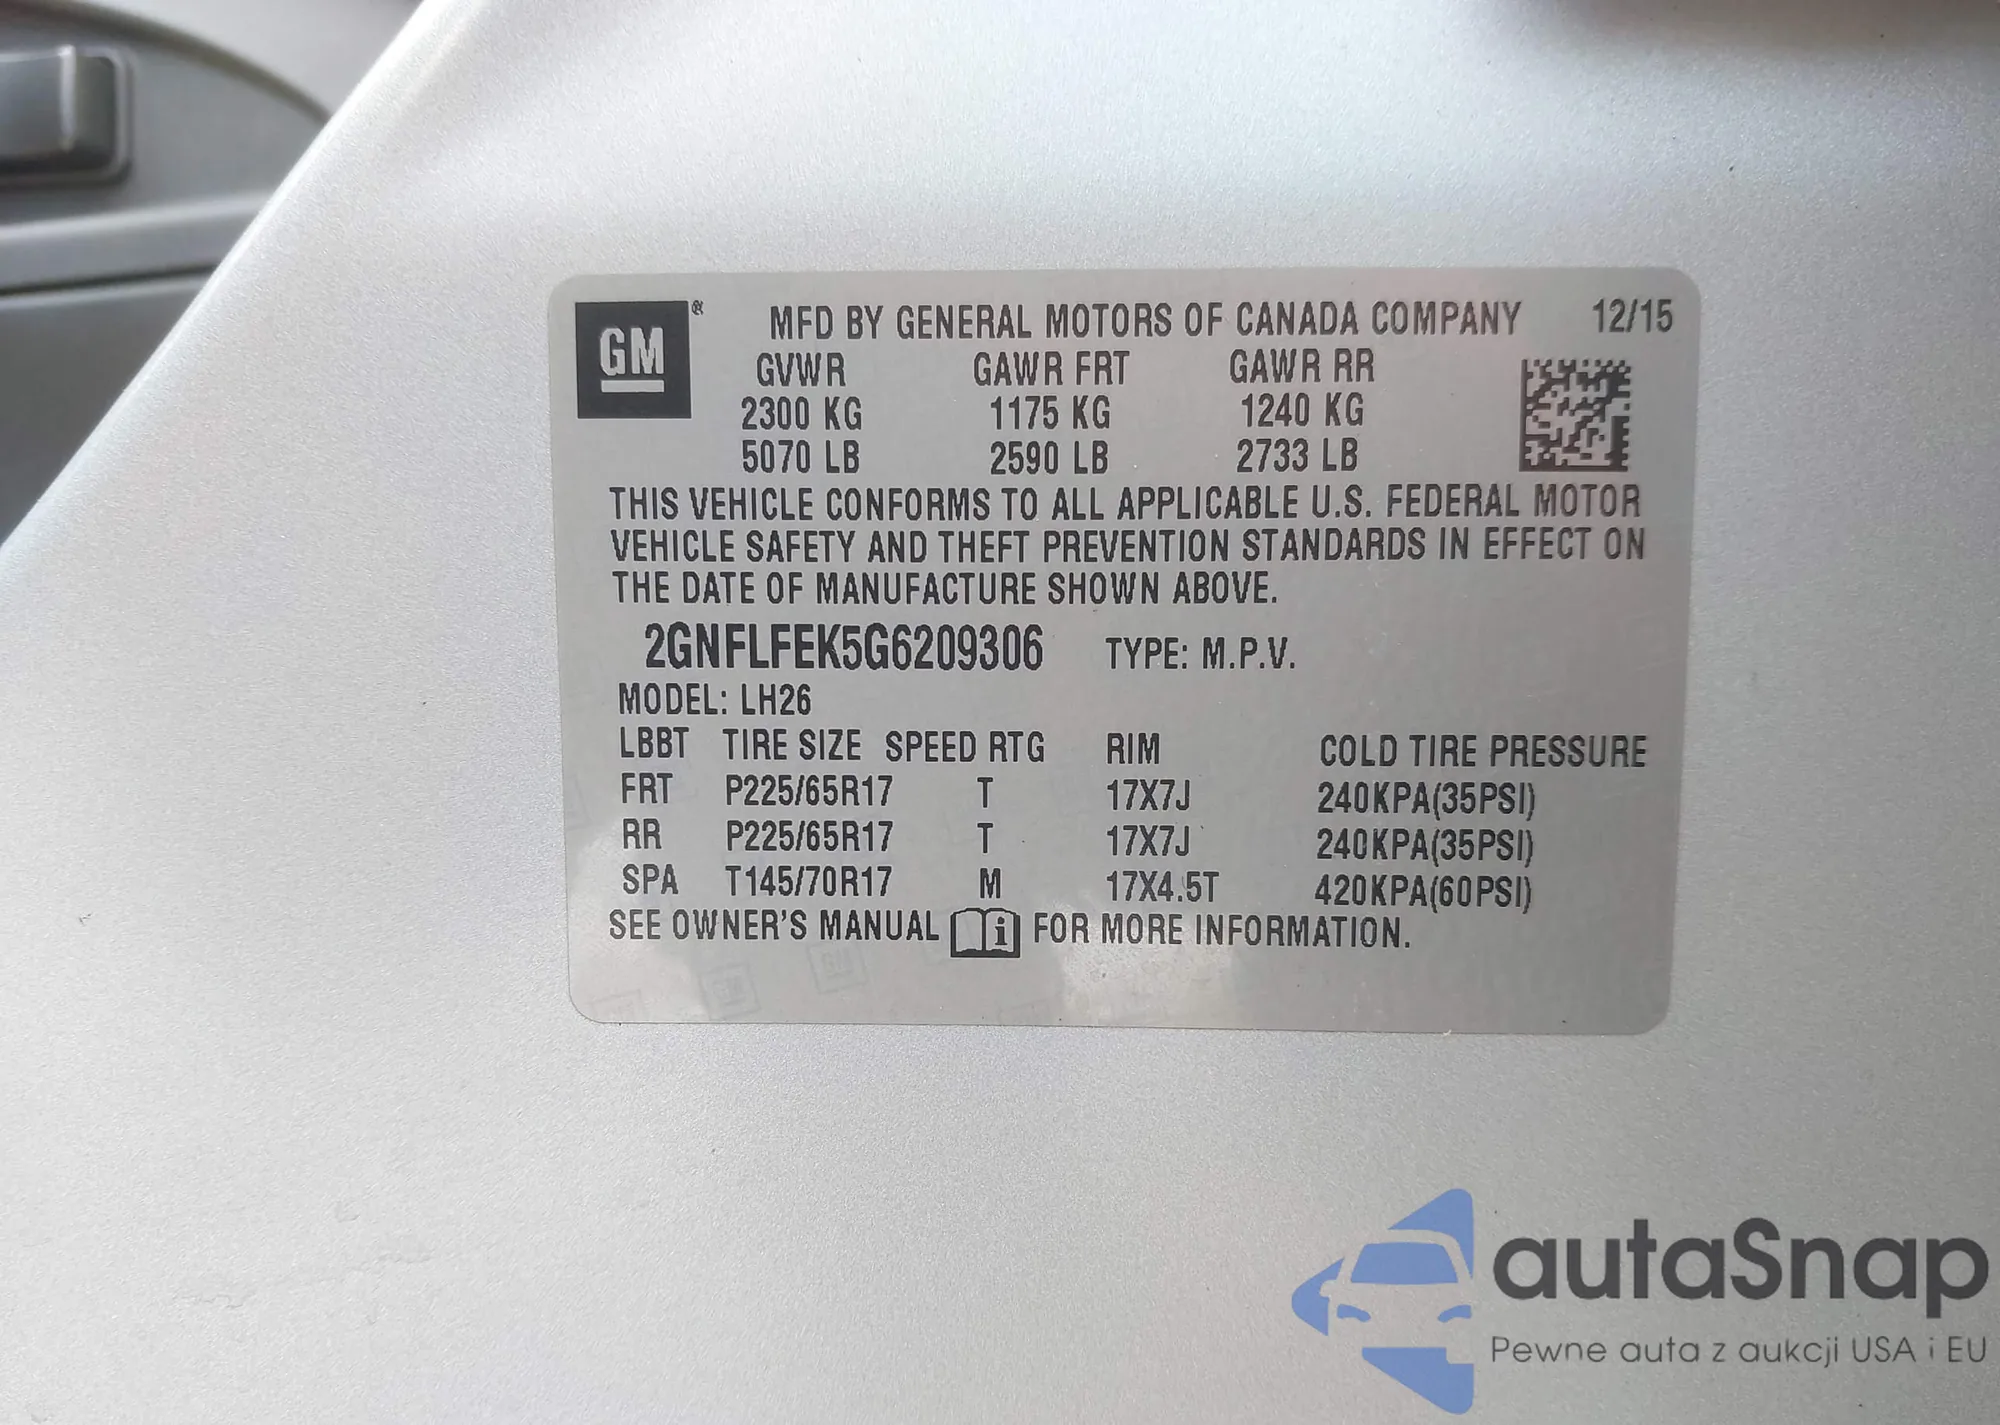 GM ® MFD BY GENERAL MOTORS OF CANADA COMPANY 12/15
GVWR GAWR FRT GAWR RR
2300 KG 1175 KG 1240 KG
5070 LB 2590 LB 2733 LB
THIS VEHICLE CONFORMS TO ALL APPLICABLE U.S. FEDERAL MOTOR
VEHICLE SAFETY AND THEFT PREVENTION STANDARDS IN EFFECT ON
THE DATE OF MANUFACTURE SHOWN ABOVE.
2GNFLFEK5G6209306 TYPE: M.P.V.
MODEL: LH26
LBBT TIRE SIZE SPEED RTG RIM COLD TIRE PRESSURE
FRT P225/65R17 T 17X7J 240KPA(35PSI)
RR P225/65R17 T 17X7J 240KPA(35PSI)
SPA T145/70R17 M 17X4.5T 420KPA(60PSI)
SEE OWNER'S MANUAL i FOR MORE INFORMATION.
autaSnap
Pewne auta z aukcji USA i EU